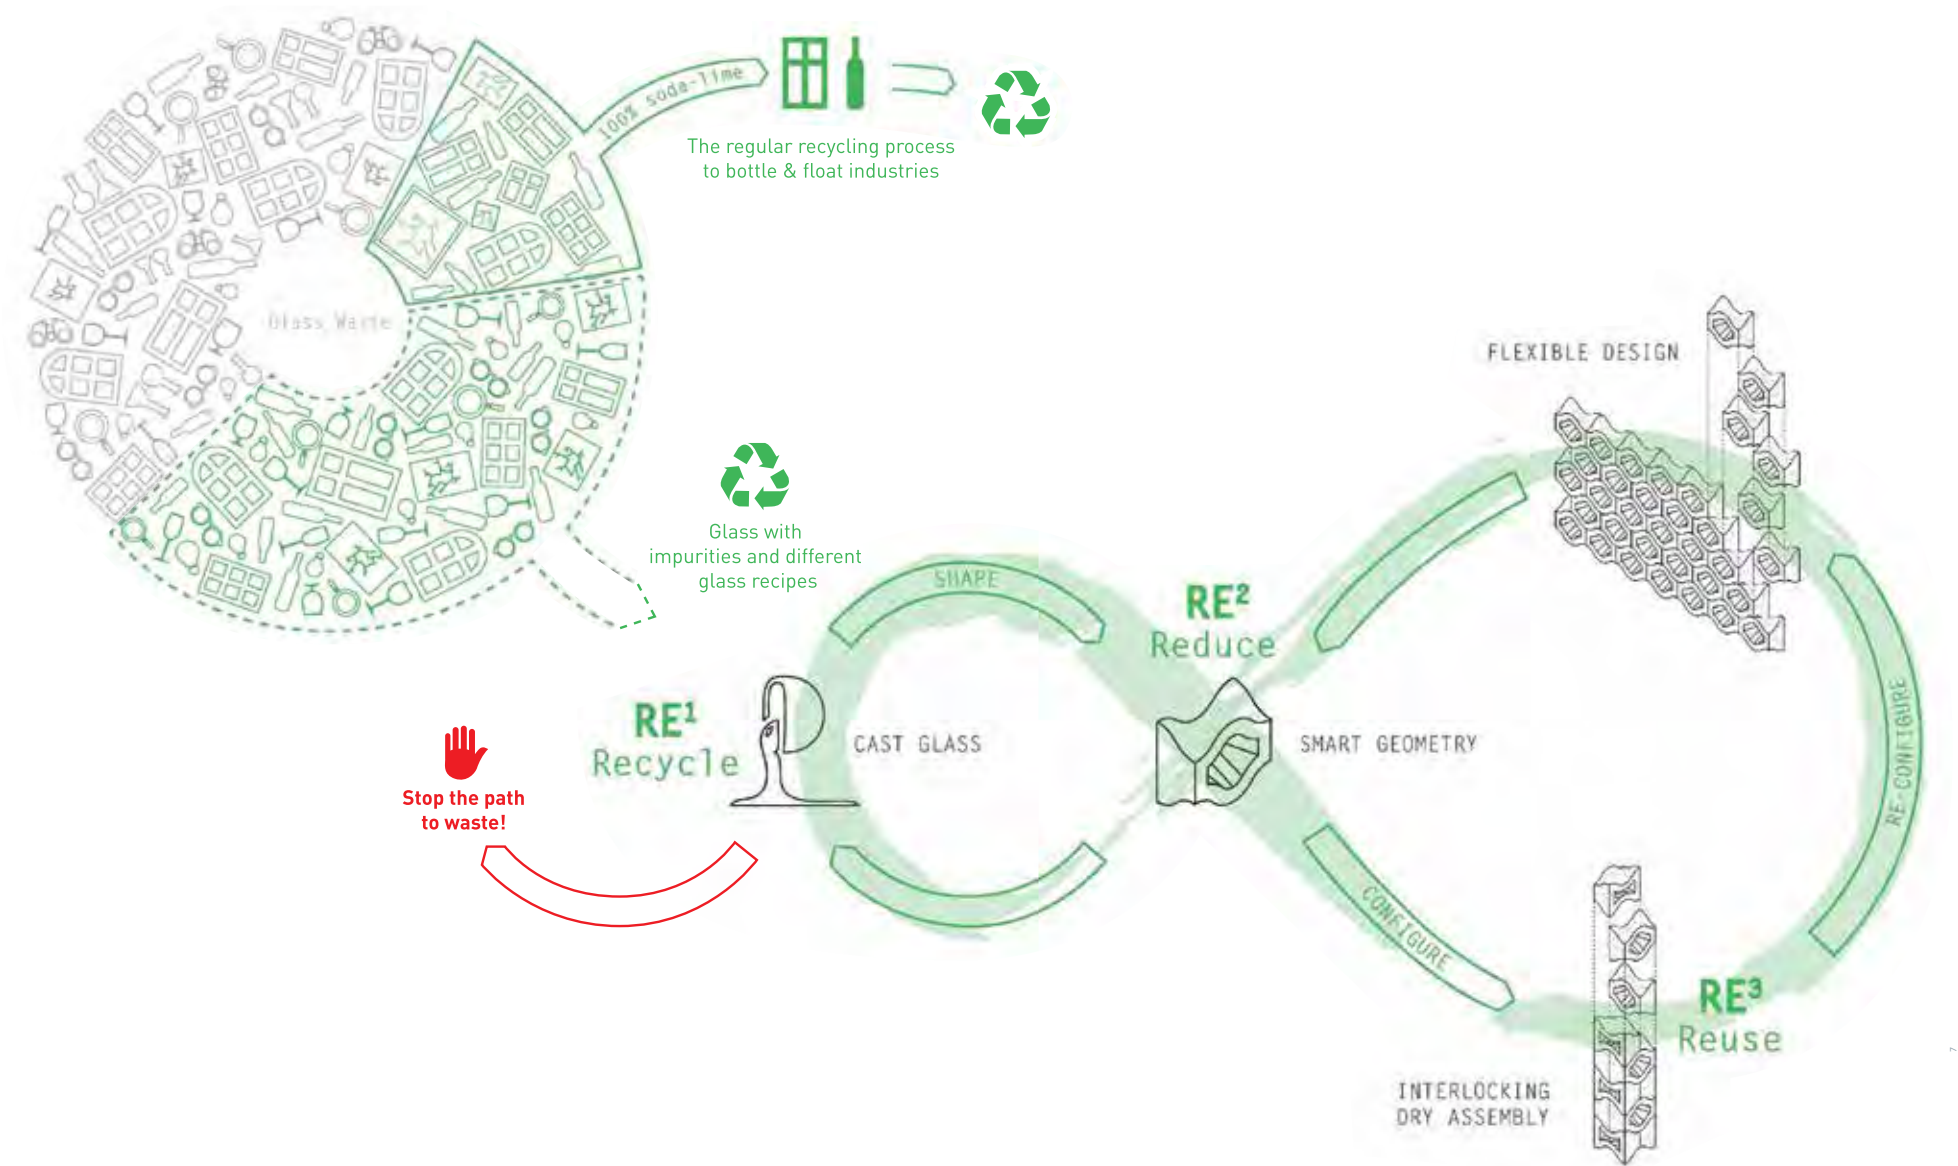 100% soda-lime
The regular recycling process
to bottle & float industries
Glass Waste
FLEXIBLE DESIGN
Glass with
impurities and different
glass recipes
SHAPE
RE²
Reduce
RE¹
Recycle
CAST GLASS
SMART GEOMETRY
RE-CONFIGURE
Stop the path
to waste!
CONFIGURE
RE³
Reuse
INTERLOCKING
DRY ASSEMBLY
7